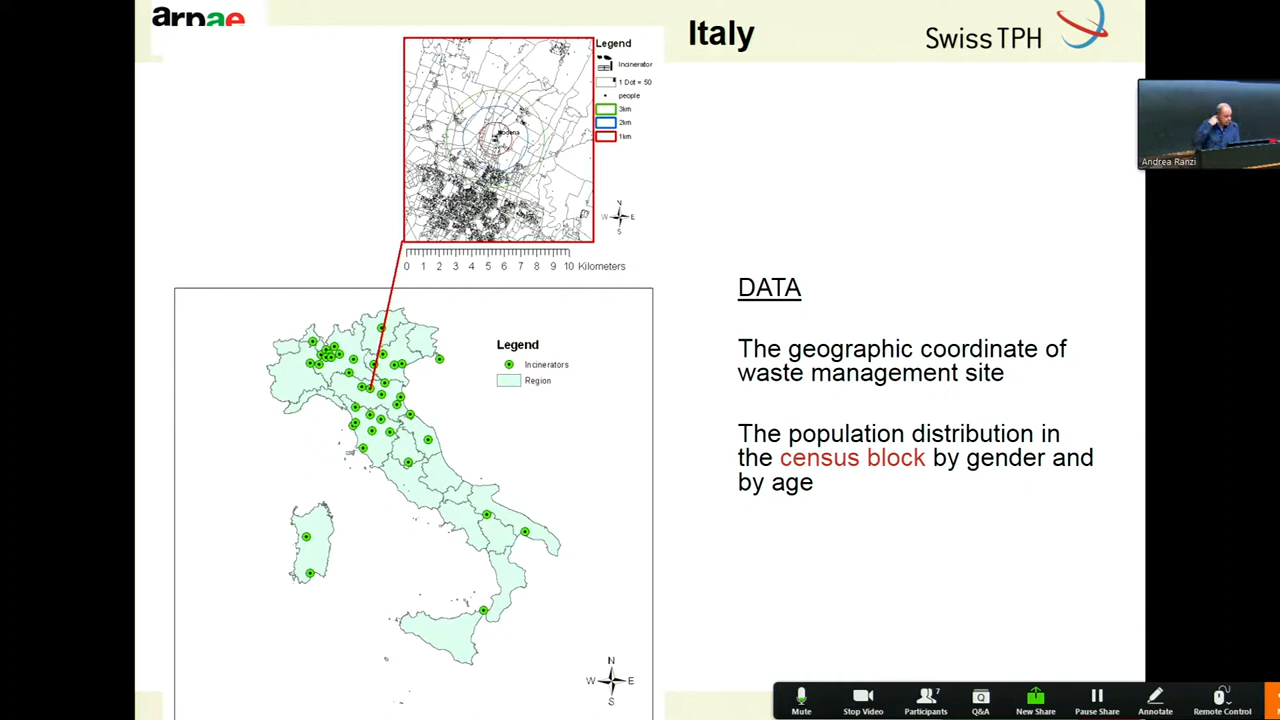 arpae
Italy
Swiss TPH
Legend
Incinerator
1 Dot = 50
people
3km
2km
1km
Modena
N
W E
S
0 1 2 3 4 5 6 7 8 9 10 Kilometers
Andrea Ranzi
DATA
The geographic coordinate of
waste management site
The population distribution in
the census block by gender and
by age
Legend
Incinerators
Region
N
W E
S
7
Mute
Stop Video
Participants
Q&A
New Share
Pause Share
Annotate
Remote Control